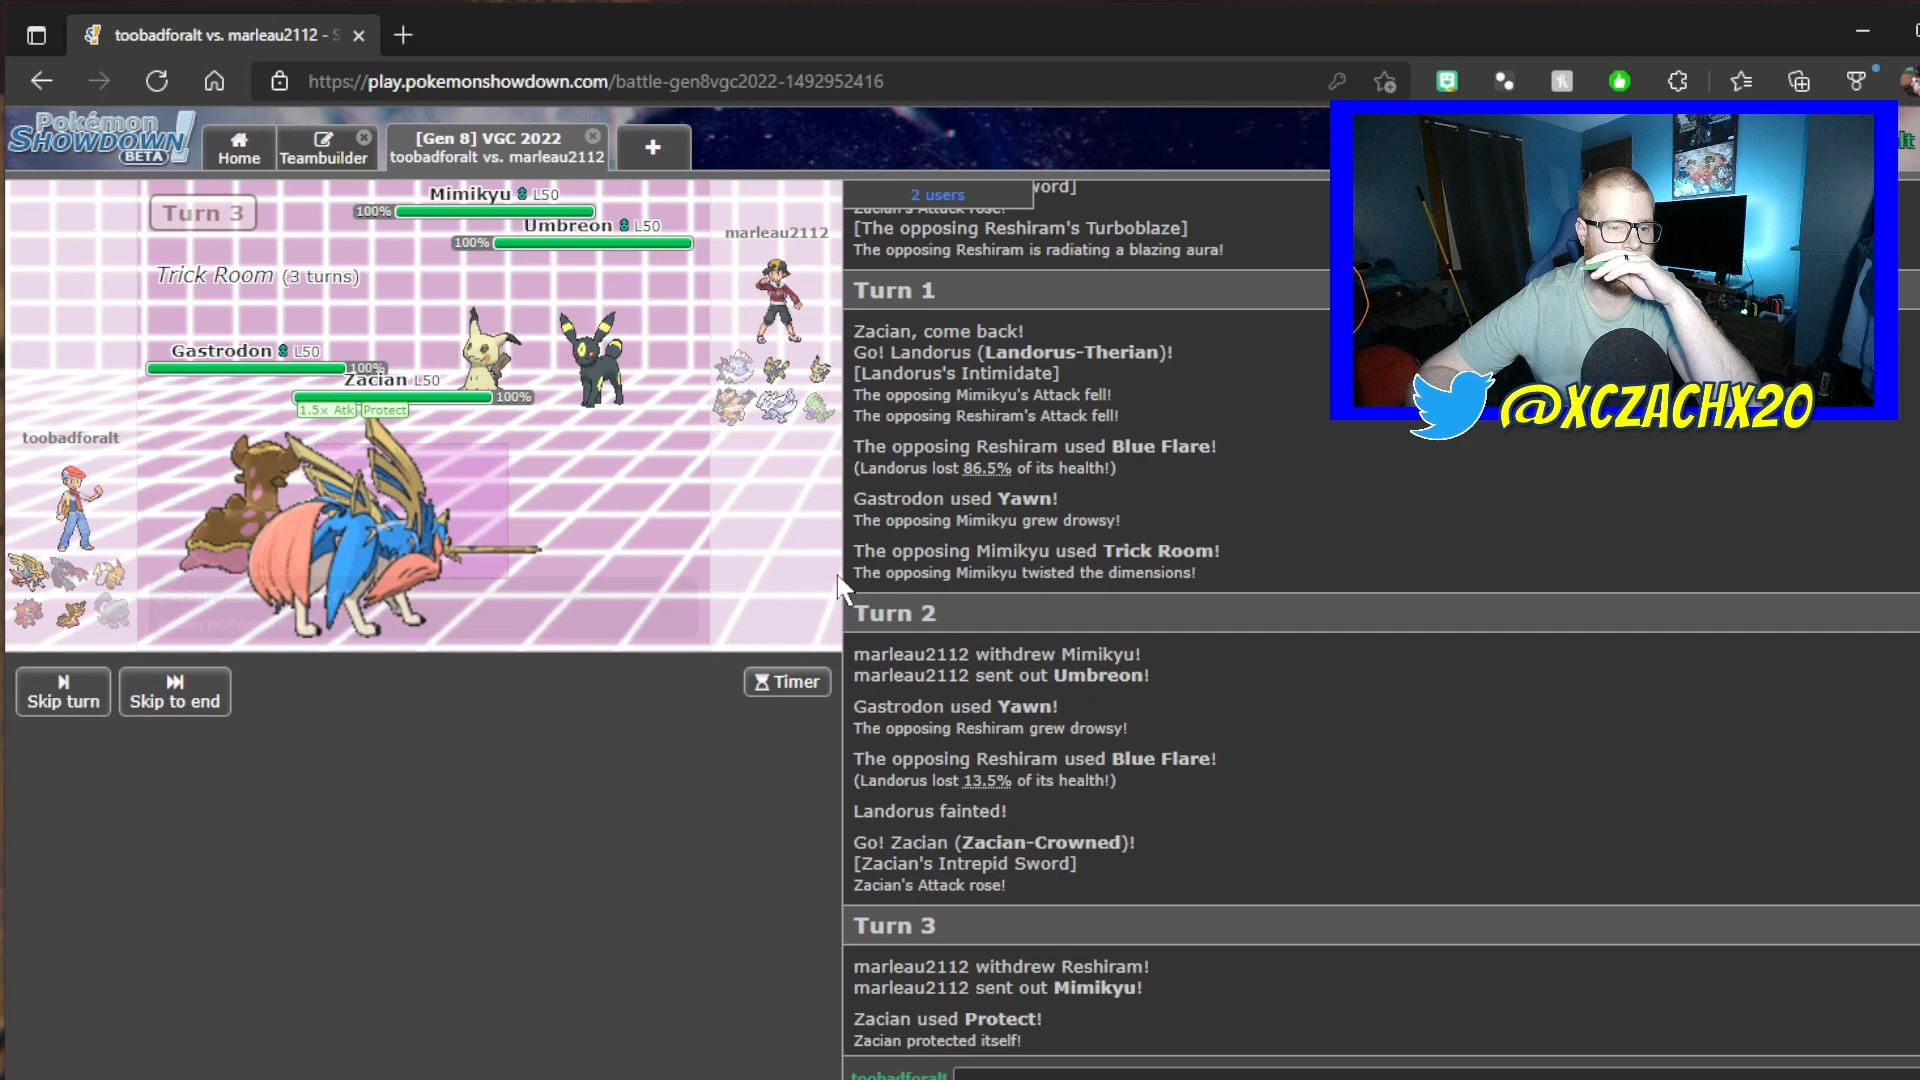 toobadforalt vs. marleau2112 - S
https://play.pokemonshowdown.com/battle-gen8vgc2022-1492952416
Pokémon
SHOWDOWN!
BETA
Home
Teambuilder
[Gen 8] VGC 2022
toobadforalt vs. marleau2112
Turn 3
Mimikyu L50
100%
Umbreon L50
100%
marleau2112
Trick Room (3 turns)
Gastrodon L50
100%
Zacian L50
100%
1.5× Atk Protect
toobadforalt
Skip turn
Skip to end
Timer
2 users
Zacian's Attack rose!
[The opposing Reshiram's Turboblaze]
The opposing Reshiram is radiating a blazing aura!
Turn 1
Zacian, come back!
Go! Landorus (Landorus-Therian)!
[Landorus's Intimidate]
The opposing Mimikyu's Attack fell!
The opposing Reshiram's Attack fell!
The opposing Reshiram used Blue Flare!
(Landorus lost 86.5% of its health!)
Gastrodon used Yawn!
The opposing Mimikyu grew drowsy!
The opposing Mimikyu used Trick Room!
The opposing Mimikyu twisted the dimensions!
Turn 2
marleau2112 withdrew Mimikyu!
marleau2112 sent out Umbreon!
Gastrodon used Yawn!
The opposing Reshiram grew drowsy!
The opposing Reshiram used Blue Flare!
(Landorus lost 13.5% of its health!)
Landorus fainted!
Go! Zacian (Zacian-Crowned)!
[Zacian's Intrepid Sword]
Zacian's Attack rose!
Turn 3
marleau2112 withdrew Reshiram!
marleau2112 sent out Mimikyu!
Zacian used Protect!
Zacian protected itself!
toobadforalt
@XCZACHX20